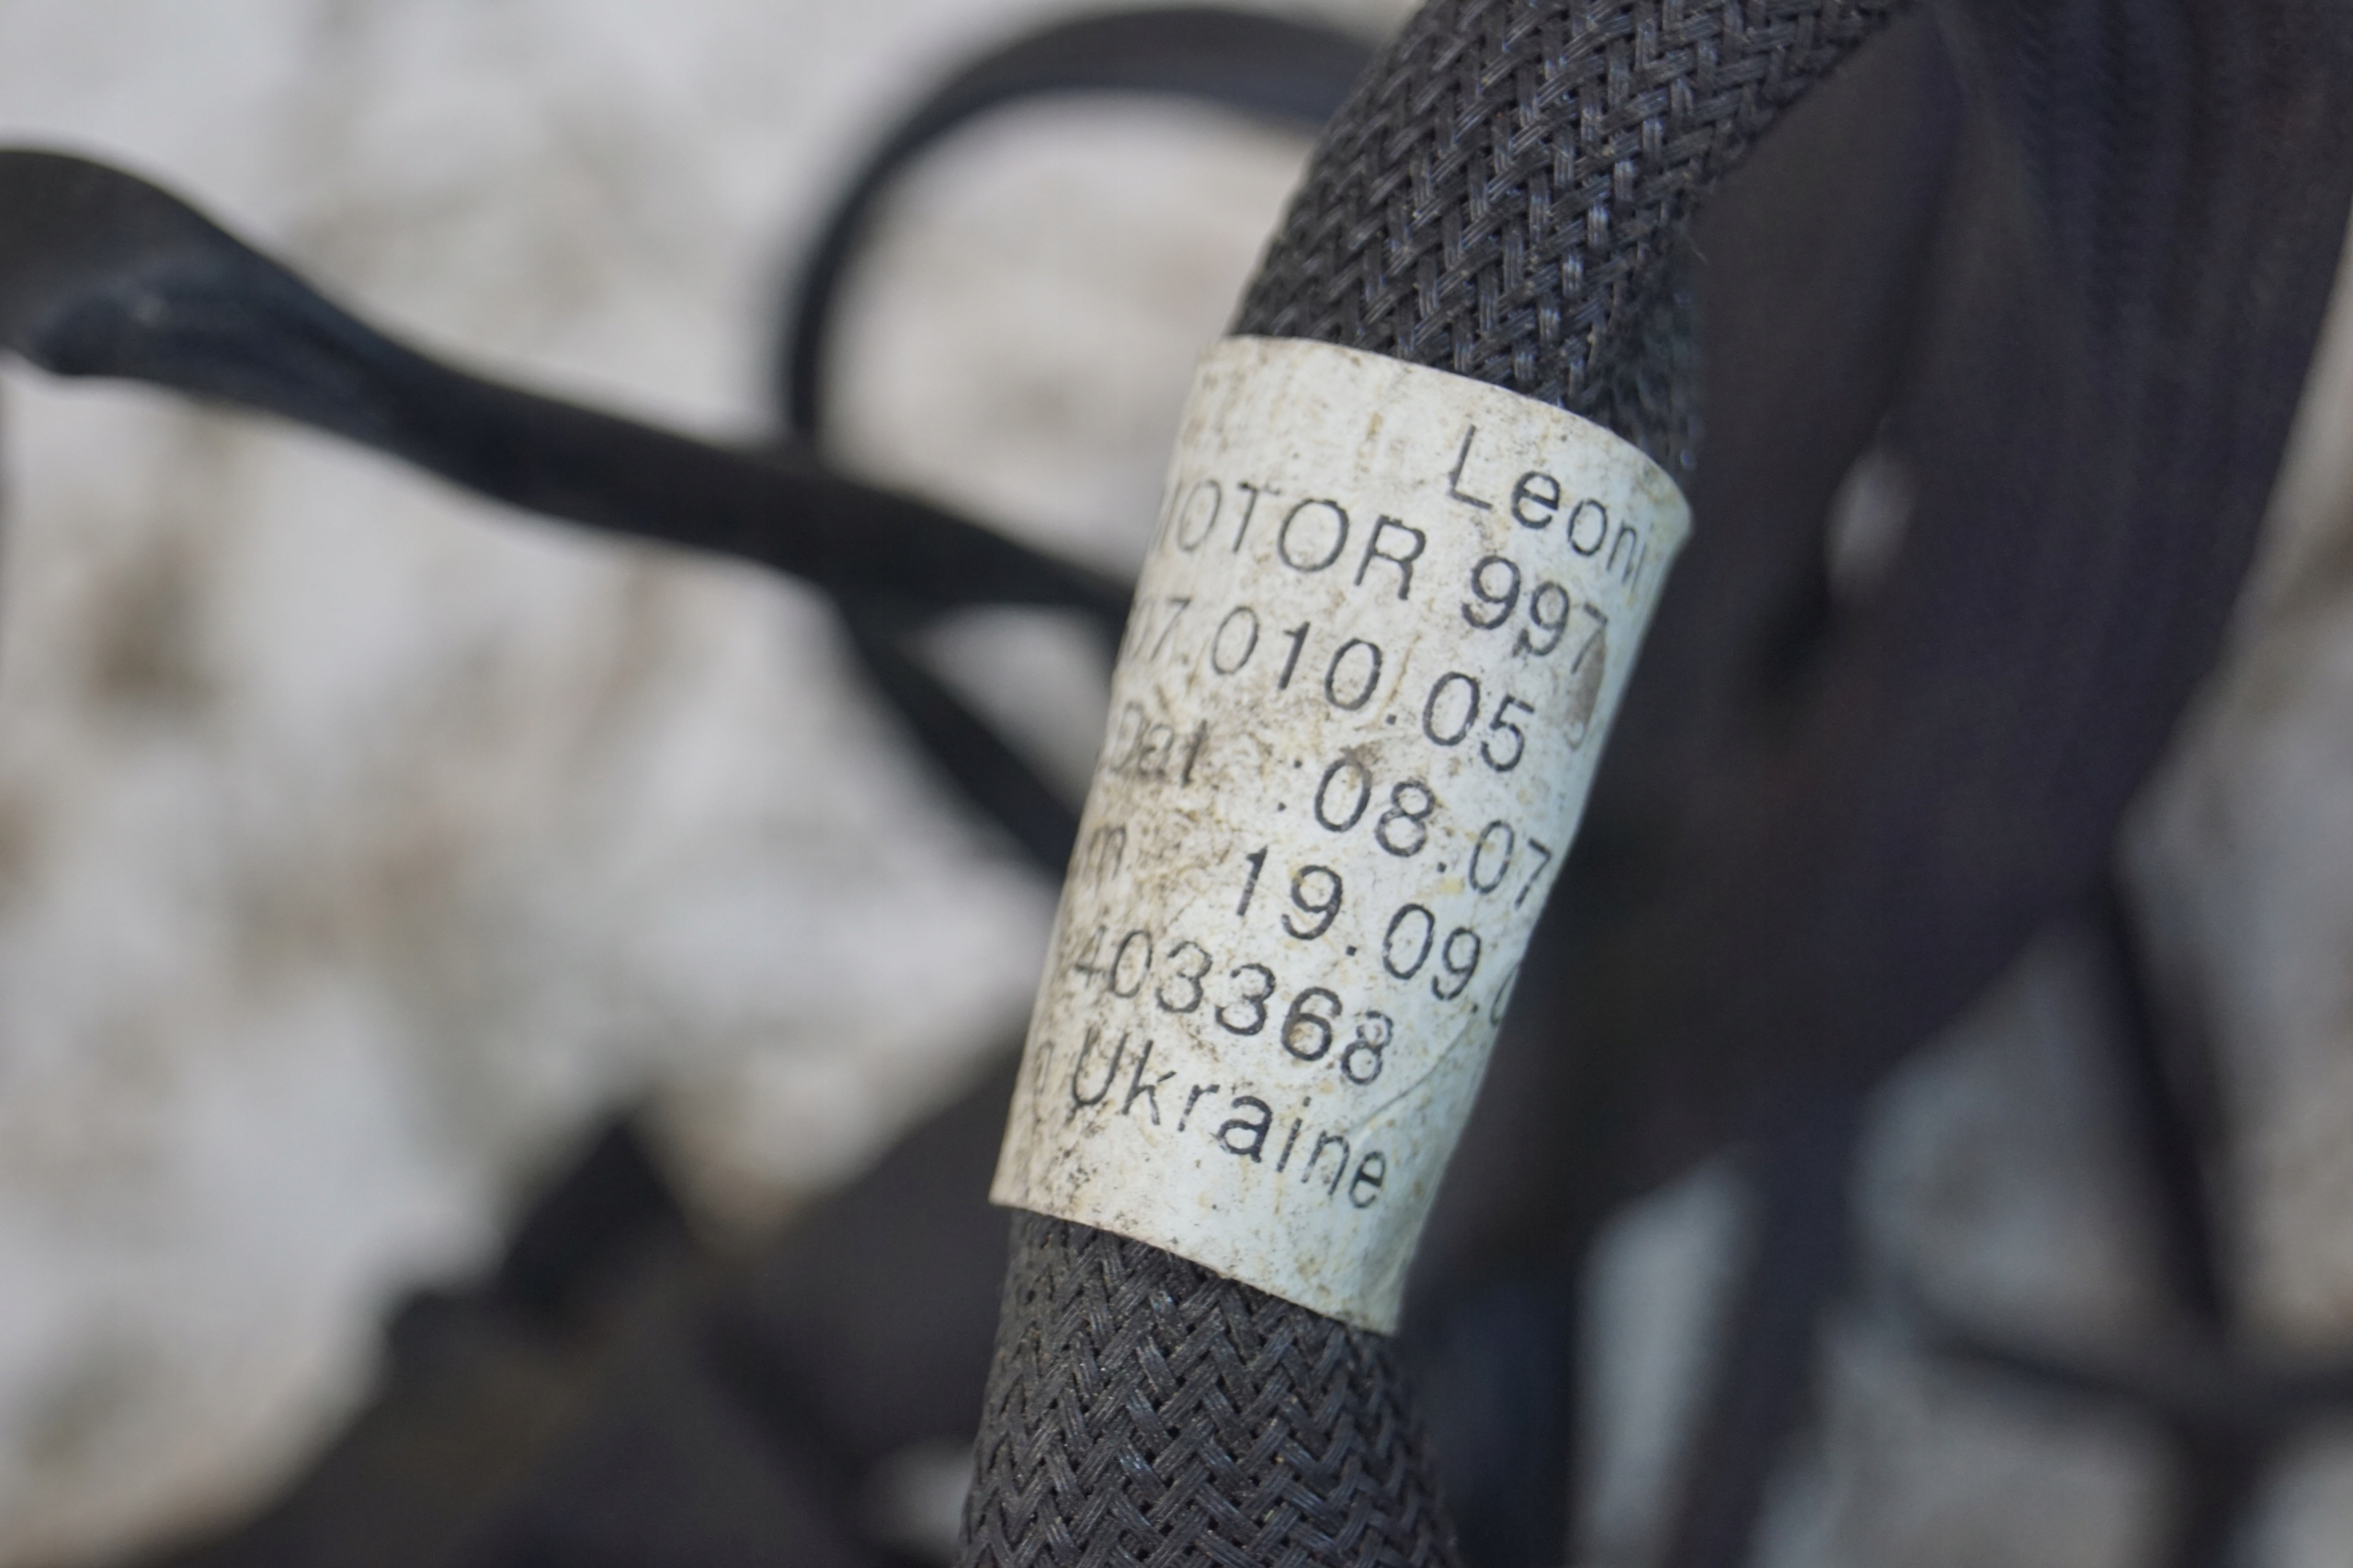 Leoni
MOTOR 997
07.010.05
Dat :08.07
19.09.
403368
Ukraine